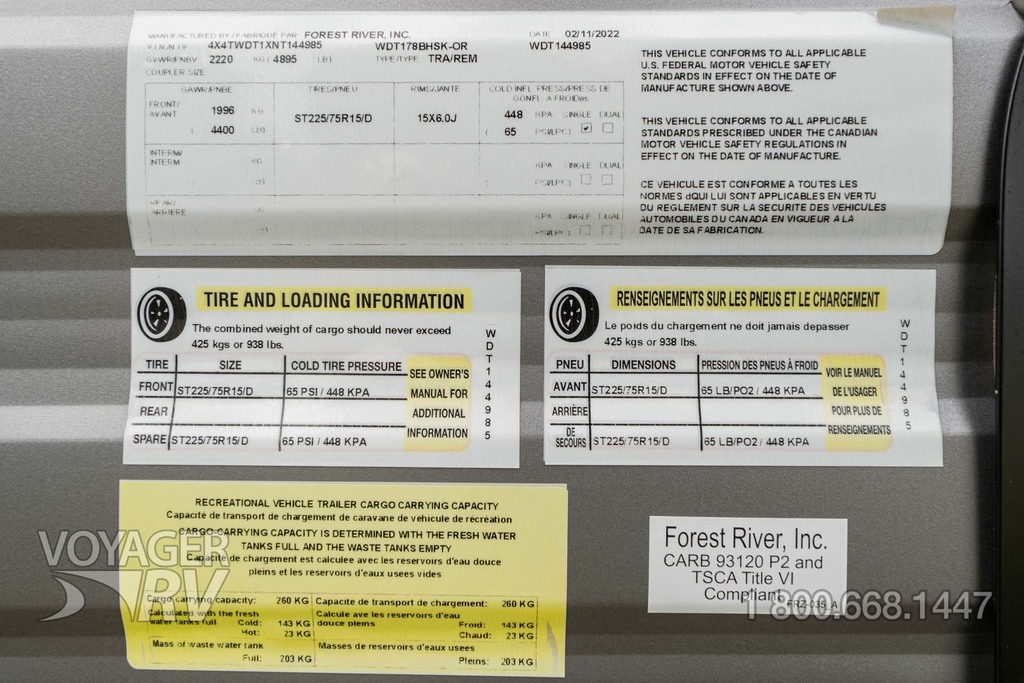 MANUFACTURED BY / FABRIQUE PAR FOREST RIVER, INC. DATE 02/11/2022
V.I.N./N.I.V 4X4TWDT1XNT144985 WDT178BHSK-OR WDT144985
GVWR/PNBV 2220 KG ( 4895 LB) TYPE/TYPE TRA/REM
COUPLER SIZE
GAWR/PNBE TIRES/PNEU RIMS/JANTE COLD INFL. PRESS/PRESS DE GONFL. A FROID
FRONT/ AVANT 1996 KG ST225/75R15/D 15X6.0J 448 KPA SINGLE DUAL
( 4400 (LB) ( 65 PSI/LPC)
INTERM/ INTERM KG KPA SINGLE DUAL
(LB) PSI/LPC)
REAR/ ARRIERE KPA SINGLE DUAL
PSI/LPC)
THIS VEHICLE CONFORMS TO ALL APPLICABLE
U.S. FEDERAL MOTOR VEHICLE SAFETY
STANDARDS IN EFFECT ON THE DATE OF
MANUFACTURE SHOWN ABOVE.
THIS VEHICLE CONFORMS TO ALL APPLICABLE
STANDARDS PRESCRIBED UNDER THE CANADIAN
MOTOR VEHICLE SAFETY REGULATIONS IN
EFFECT ON THE DATE OF MANUFACTURE.
CE VEHICULE EST CONFORME A TOUTES LES
NORMES dQUI LUI SONT APPLICABLES EN VERTU
DU REGLEMENT SUR LA SECURITE DES VEHICULES
AUTOMOBILES DU CANADA EN VIGUEUR A LA
DATE DE SA FABRICATION.
TIRE AND LOADING INFORMATION
The combined weight of cargo should never exceed
425 kgs or 938 lbs.
TIRE SIZE COLD TIRE PRESSURE
FRONT ST225/75R15/D 65 PSI / 448 KPA
REAR
SPARE ST225/75R15/D 65 PSI / 448 KPA
SEE OWNER'S
MANUAL FOR
ADDITIONAL
INFORMATION
WDT144985
RENSEIGNEMENTS SUR LES PNEUS ET LE CHARGEMENT
Le poids du chargement ne doit jamais depasser
425 kgs or 938 lbs.
PNEU DIMENSIONS PRESSION DES PNEUS À FROID
AVANT ST225/75R15/D 65 LB/PO2 / 448 KPA
ARRIÈRE
DE SECOURS ST225/75R15/D 65 LB/PO2 / 448 KPA
VOIR LE MANUEL
DE L'USAGER
POUR PLUS DE
RENSEIGNEMENTS
WDT144985
RECREATIONAL VEHICLE TRAILER CARGO CARRYING CAPACITY
Capacité de transport de chargement de caravane de véhicule de récréation
CARGO CARRYING CAPACITY IS DETERMINED WITH THE FRESH WATER
TANKS FULL AND THE WASTE TANKS EMPTY
Capacite de chargement est calculee avec les reservoirs d'eau douce
pleins et les reservoirs d'eaux usees vides
Cargo carrying capacity: 260 KG Capacite de transport de chargement: 260 KG
Calculated with the fresh Calcule ave les reservoirs d'eau
water tanks full Cold: 143 KG douce pleins Froid: 143 KG
Hot: 23 KG Chaud: 23 KG
Mass of waste water tank Masses de reservoirs d'eaux usees
Full: 203 KG Pleins: 203 KG
Forest River, Inc.
CARB 93120 P2 and
TSCA Title VI
Compliant
FR2-035 A
VOYAGER
RV
1 800.668.1447